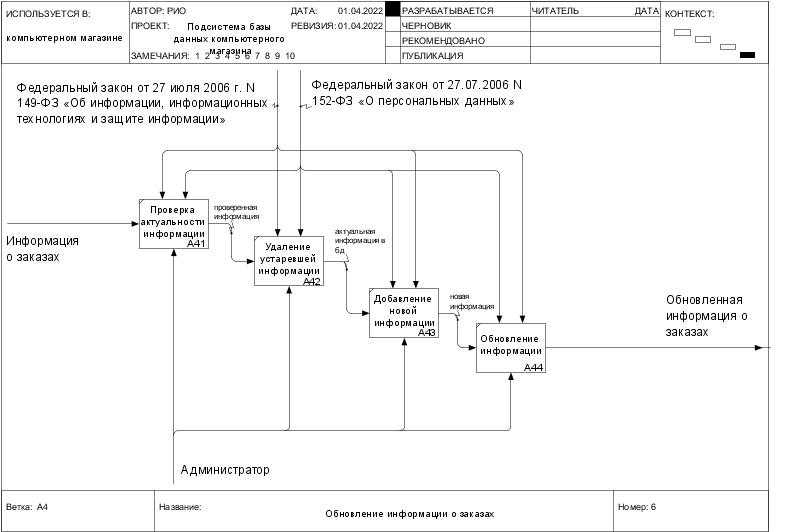 ИСПОЛЬЗУЕТСЯ В:
компьютерном магазине
АВТОР: РИО
ДАТА: 01.04.2022
ПРОЕКТ: Подсистема базы
данных компьютерного
магазина
РЕВИЗИЯ: 01.04.2022
ЗАМЕЧАНИЯ: 1 2 3 4 5 6 7 8 9 10
РАЗРАБАТЫВАЕТСЯ
ЧЕРНОВИК
РЕКОМЕНДОВАНО
ПУБЛИКАЦИЯ
ЧИТАТЕЛЬ ДАТА
КОНТЕКСТ:
Федеральный закон от 27 июля 2006 г. N
149-ФЗ «Об информации, информационных
технологиях и защите информации»
Федеральный закон от 27.07.2006 N
152-ФЗ «О персональных данных»
Информация
о заказах
Проверка
актуальности
информации
A41
проверенная
информация
Удаление
устаревшей
информации
A42
актуальная
информация в
бд
Добавление
новой
информации
A43
новая
информация
Обновление
информации
A44
Обновленная
информация о
заказах
Администратор
Ветка: A4
Название:
Обновление информации о заказах
Номер: 6